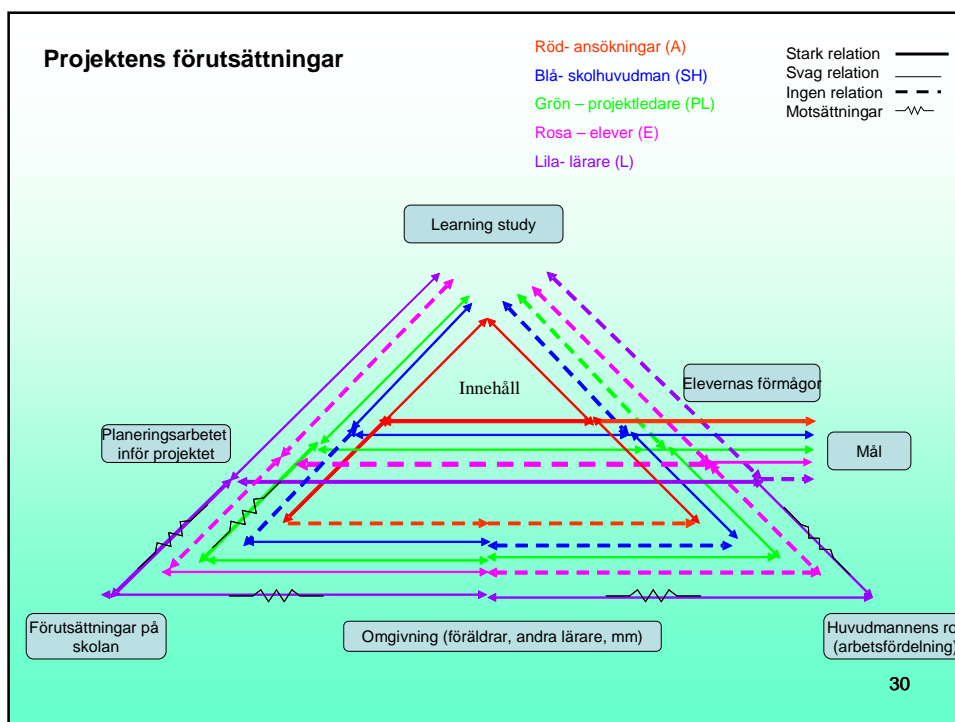 Projektens förutsättningar
Röd- ansökningar (A)
Blå- skolhuvudman (SH)
Grön – projektledare (PL)
Rosa – elever (E)
Lila- lärare (L)
Stark relation
Svag relation
Ingen relation
Motsättningar
Learning study
Innehåll
Elevernas förmågor
Planeringsarbetet
inför projektet
Mål
Förutsättningar på
skolan
Omgivning (föräldrar, andra lärare, mm)
Huvudmannens ro
(arbetsfördelning)
30